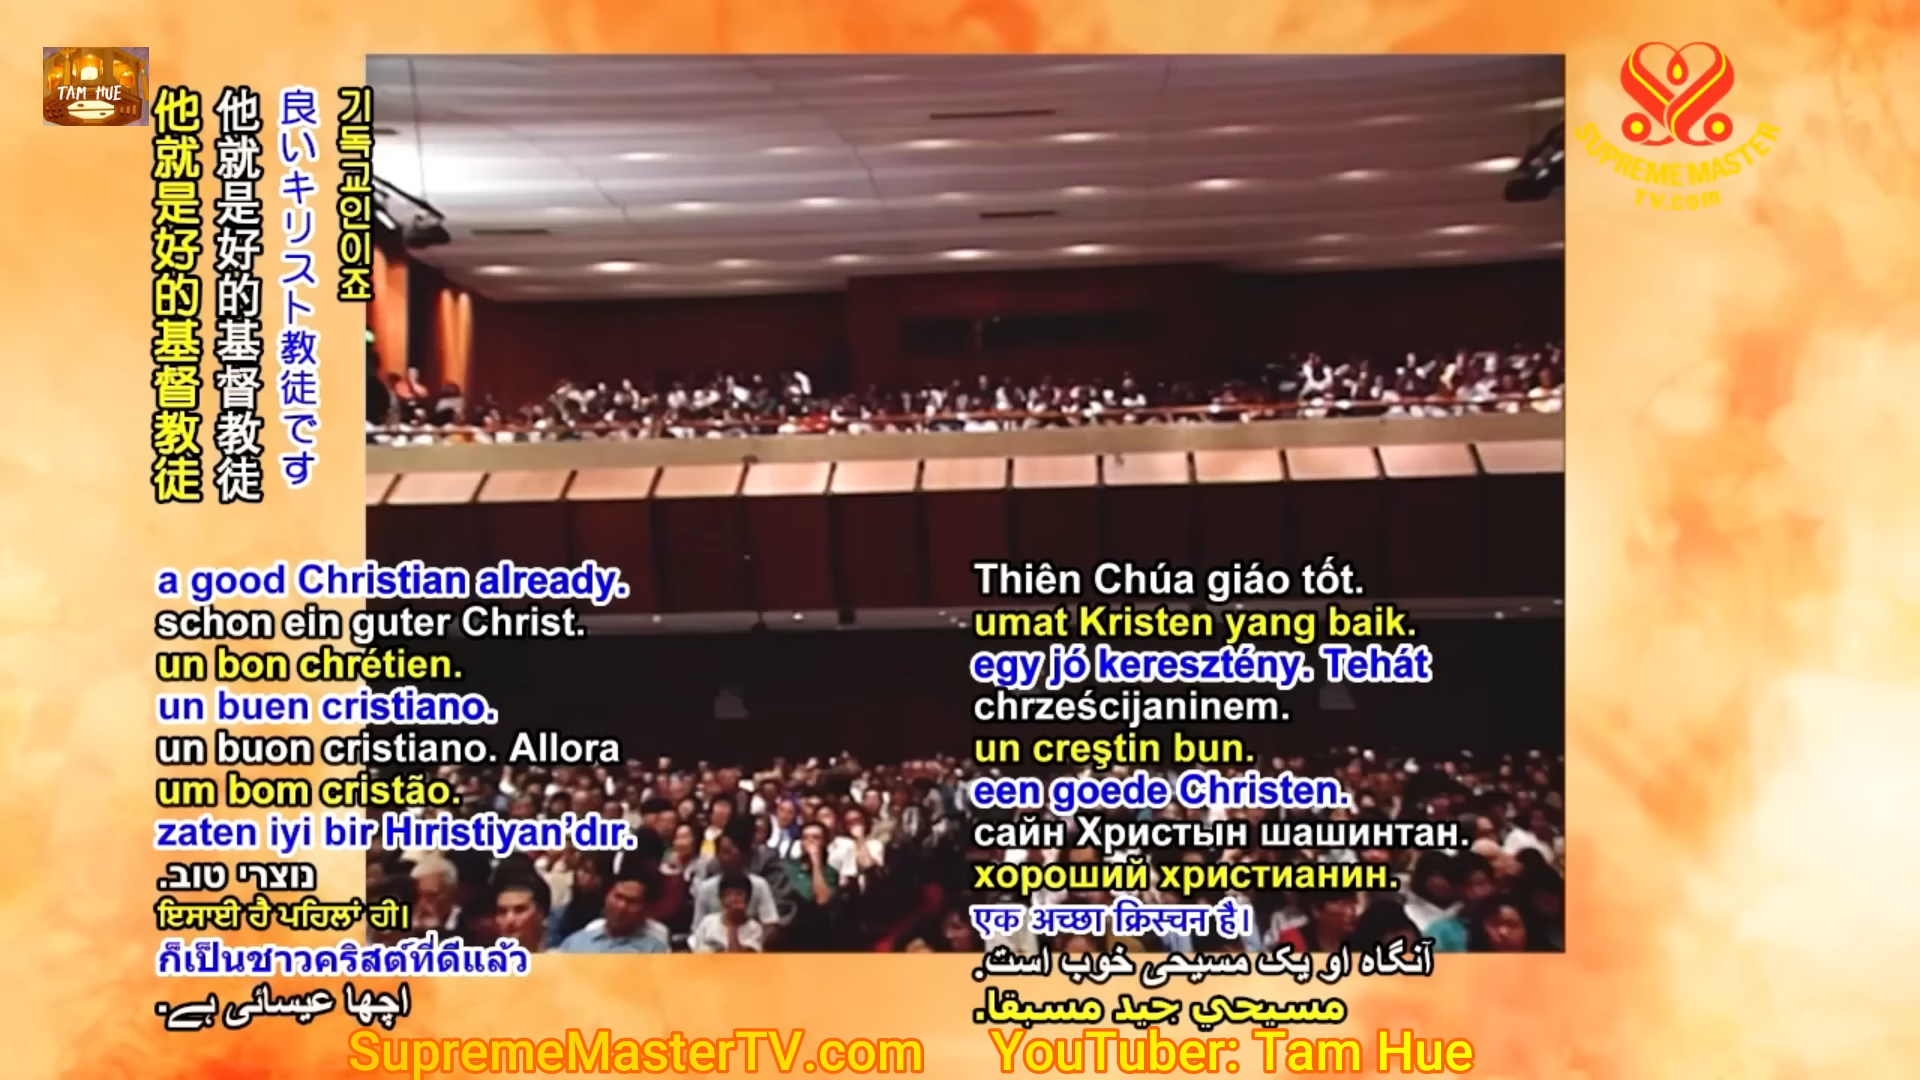 TAM HUE
他就是好的基督教徒
他就是好的基督教徒
良いキリスト教徒です
기독교인이죠
SUPREME MASTER
TV.com
a good Christian already.
schon ein guter Christ.
un bon chrétien.
un buen cristiano.
un buon cristiano. Allora
um bom cristão.
zaten iyi bir Hıristiyan’dır.
נוצרי טוב.
ਇਸਾਈ ਹੈ ਪਹਿਲਾਂ ਹੀ।
ก็เป็นชาวคริสต์ที่ดีแล้ว
اچھا عیسائی ہے.
Thiên Chúa giáo tốt.
umat Kristen yang baik.
egy jó keresztény. Tehát
chrześcijaninem.
un creştin bun.
een goede Christen.
сайн Христын шашинтан.
хороший христианин.
एक अच्छा क्रिस्चन है।
آنگاه او یک مسیحی خوب است.
مسيحي جيد مسبقا.
SupremeMasterTV.com YouTuber: Tam Hue